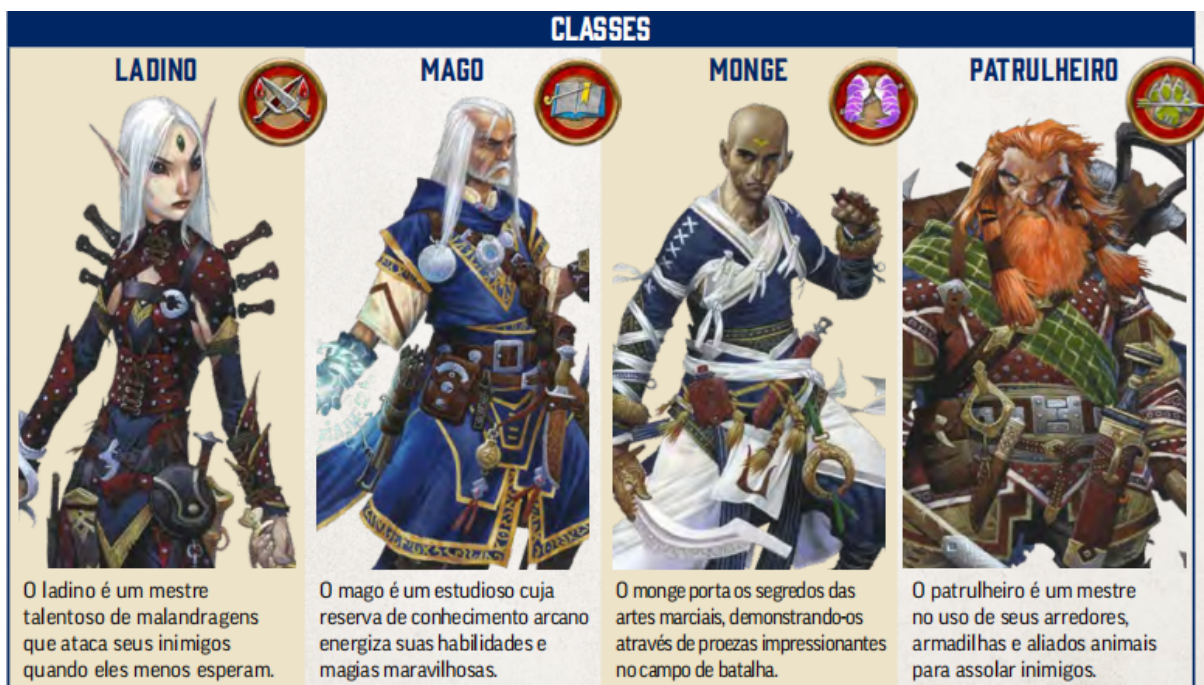 CLASSES
LADINO
O ladino é um mestre
talentoso de malandragens
que ataca seus inimigos
quando eles menos esperam.
MAGO
O mago é um estudioso cuja
reserva de conhecimento arcano
energiza suas habilidades e
magias maravilhosas.
MONGE
O monge porta os segredos das
artes marciais, demonstrando-os
através de proezas impressionantes
no campo de batalha.
PATRULHEIRO
O patrulheiro é um mestre
no uso de seus arredores,
armadilhas e aliados animais
para assolar inimigos.